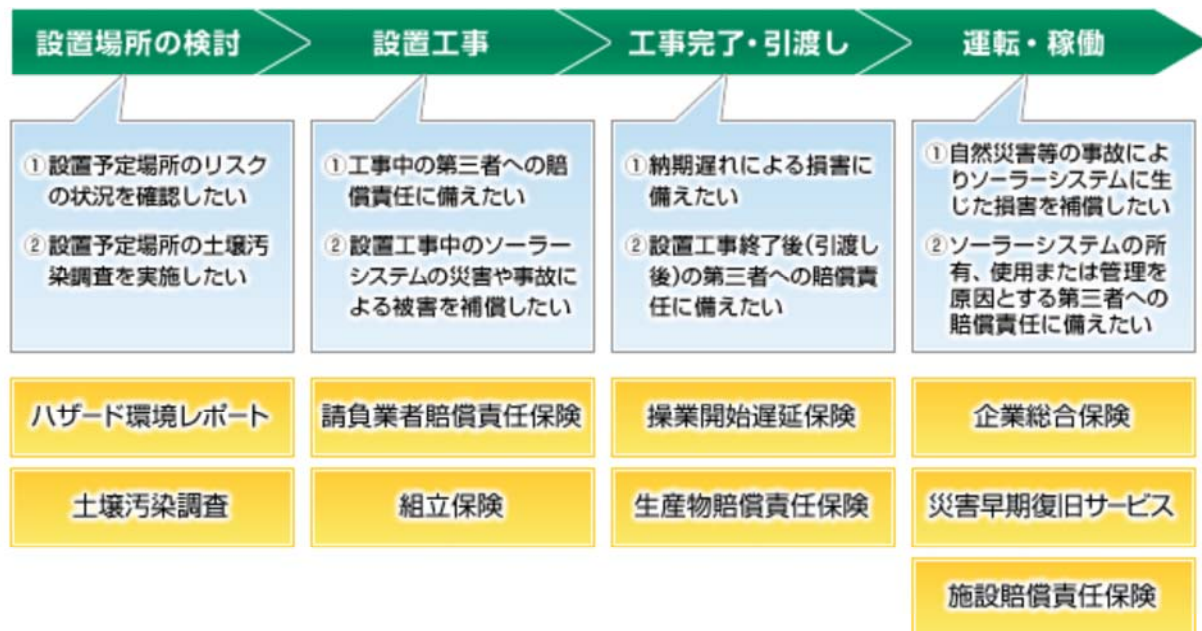 設置場所の検討
設置工事
工事完了・引渡し
運転・稼働
①設置予定場所のリスク
の状況を確認したい
②設置予定場所の土壌汚
染調査を実施したい
①工事中の第三者への賠
償責任に備えたい
②設置工事中のソーラー
システムの災害や事故に
よる被害を補償したい
①納期遅れによる損害に
備えたい
②設置工事終了後(引渡し
後)の第三者への賠償責
任に備えたい
①自然災害等の事故によ
りソーラーシステムに生
じた損害を補償したい
②ソーラーシステムの所
有、使用または管理を
原因とする第三者への
賠償責任に備えたい
ハザード環境レポート
請負業者賠償責任保険
操業開始遅延保険
企業総合保険
土壌汚染調査
組立保険
生産物賠償責任保険
災害早期復旧サービス
施設賠償責任保険